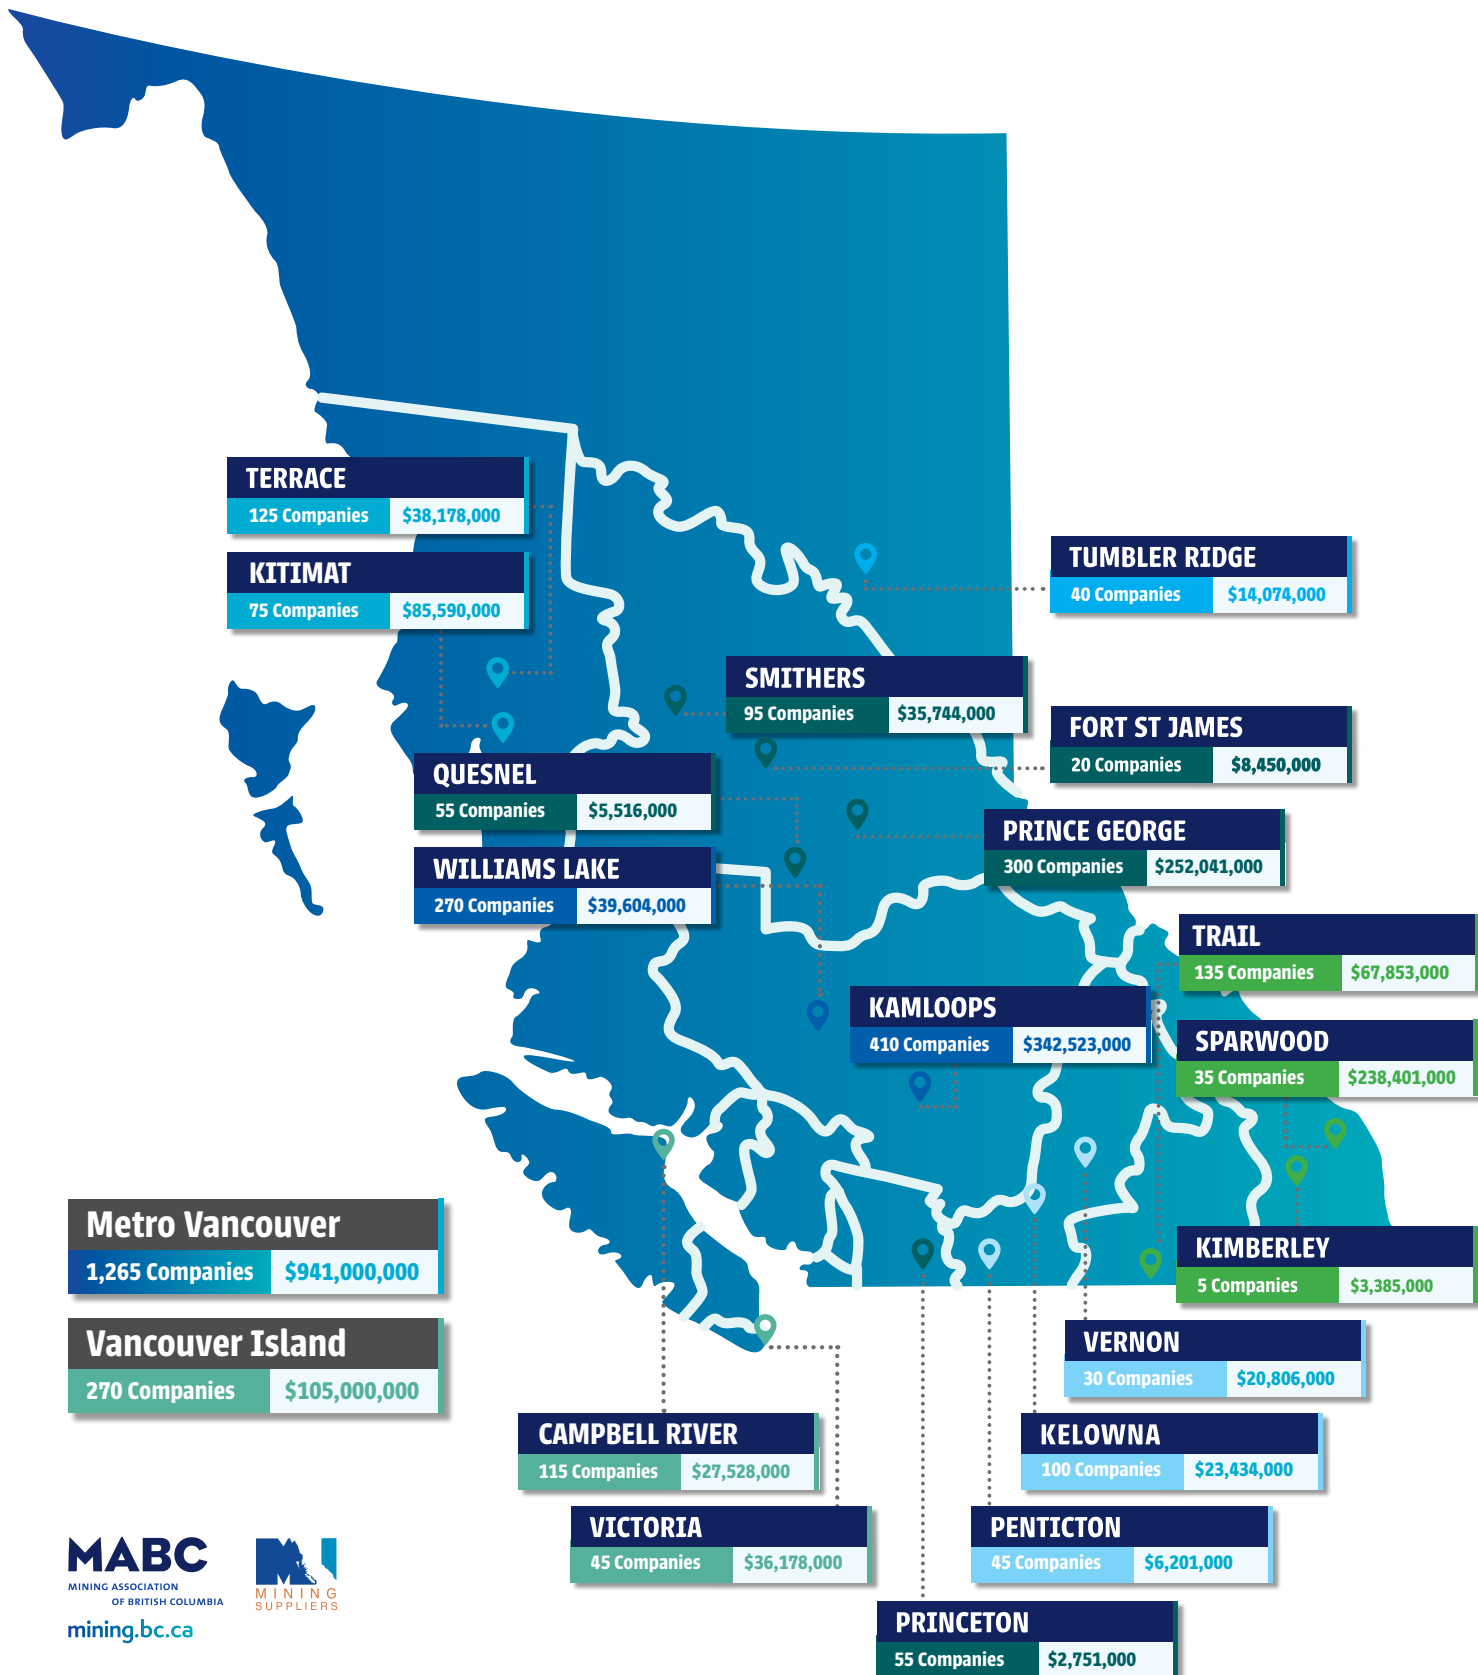 TERRACE
125 Companies $38,178,000
KITIMAT
75 Companies $85,590,000
TUMBLER RIDGE
40 Companies $14,074,000
SMITHERS
95 Companies $35,744,000
FORT ST JAMES
20 Companies $8,450,000
QUESNEL
55 Companies $5,516,000
PRINCE GEORGE
300 Companies $252,041,000
WILLIAMS LAKE
270 Companies $39,604,000
TRAIL
135 Companies $67,853,000
KAMLOOPS
410 Companies $342,523,000
SPARWOOD
35 Companies $238,401,000
Metro Vancouver
1,265 Companies $941,000,000
KIMBERLEY
5 Companies $3,385,000
Vancouver Island
270 Companies $105,000,000
VERNON
30 Companies $20,806,000
CAMPBELL RIVER
115 Companies $27,528,000
KELOWNA
100 Companies $23,434,000
VICTORIA
45 Companies $36,178,000
PENTICTON
45 Companies $6,201,000
PRINCETON
55 Companies $2,751,000
MABC
MINING ASSOCIATION
OF BRITISH COLUMBIA
mining.bc.ca
MINING
SUPPLIERS